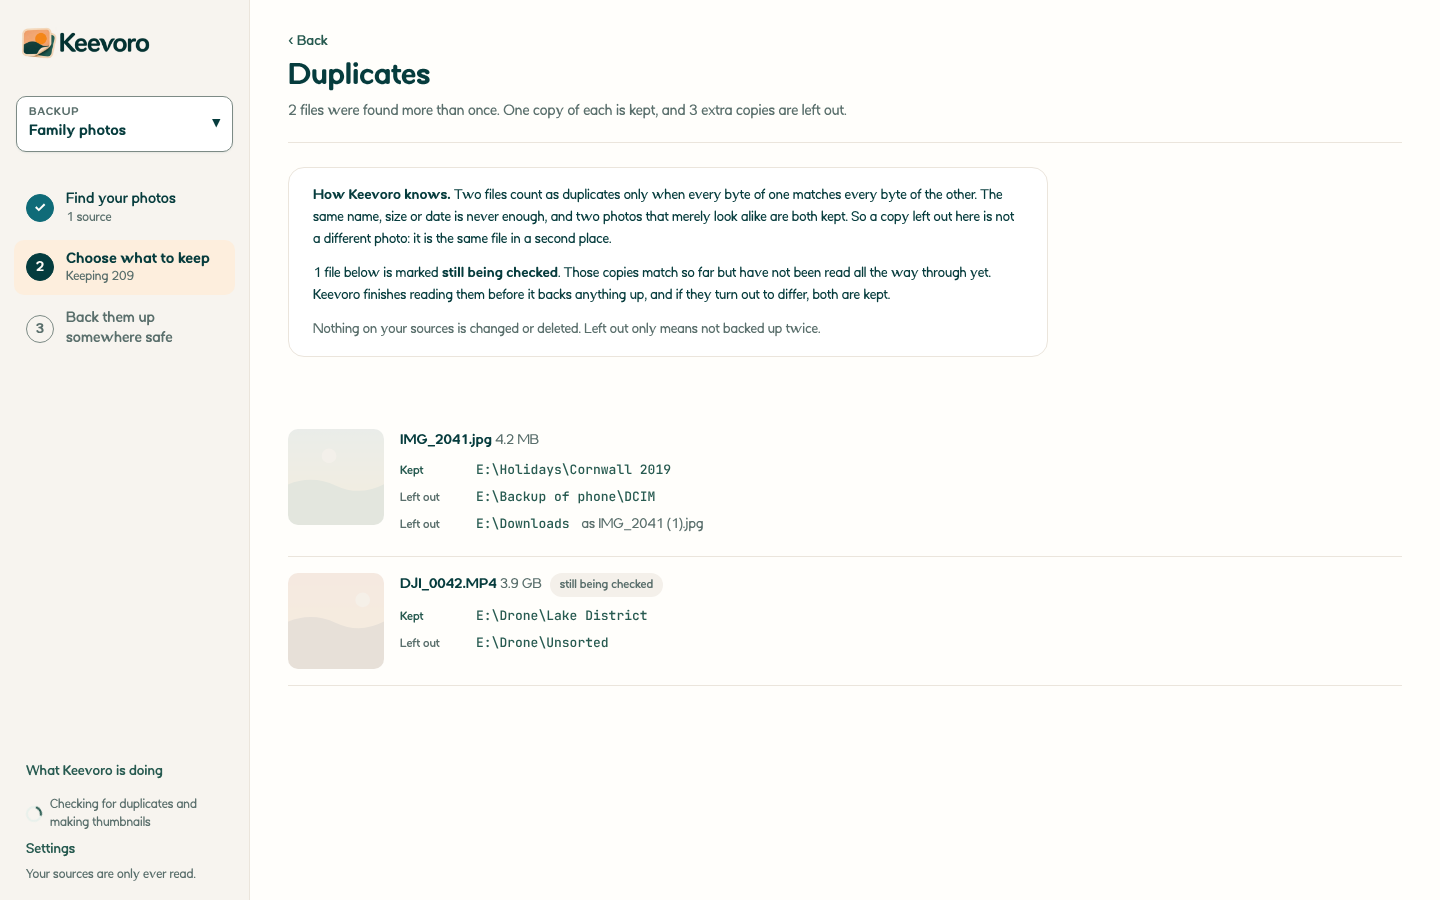 Keevoro
BACKUP
Family photos
▼
Find your photos
1 source
2
Choose what to keep
Keeping 209
3
Back them up
somewhere safe
What Keevoro is doing
Checking for duplicates and
making thumbnails
Settings
Your sources are only ever read.
‹ Back
Duplicates
2 files were found more than once. One copy of each is kept, and 3 extra copies are left out.
How Keevoro knows. Two files count as duplicates only when every byte of one matches every byte of the other. The
same name, size or date is never enough, and two photos that merely look alike are both kept. So a copy left out here is not
a different photo: it is the same file in a second place.
1 file below is marked still being checked. Those copies match so far but have not been read all the way through yet.
Keevoro finishes reading them before it backs anything up, and if they turn out to differ, both are kept.
Nothing on your sources is changed or deleted. Left out only means not backed up twice.
IMG_2041.jpg 4.2 MB
Kept E:\Holidays\Cornwall 2019
Left out E:\Backup of phone\DCIM
Left out E:\Downloads as IMG_2041 (1).jpg
DJI_0042.MP4 3.9 GB still being checked
Kept E:\Drone\Lake District
Left out E:\Drone\Unsorted